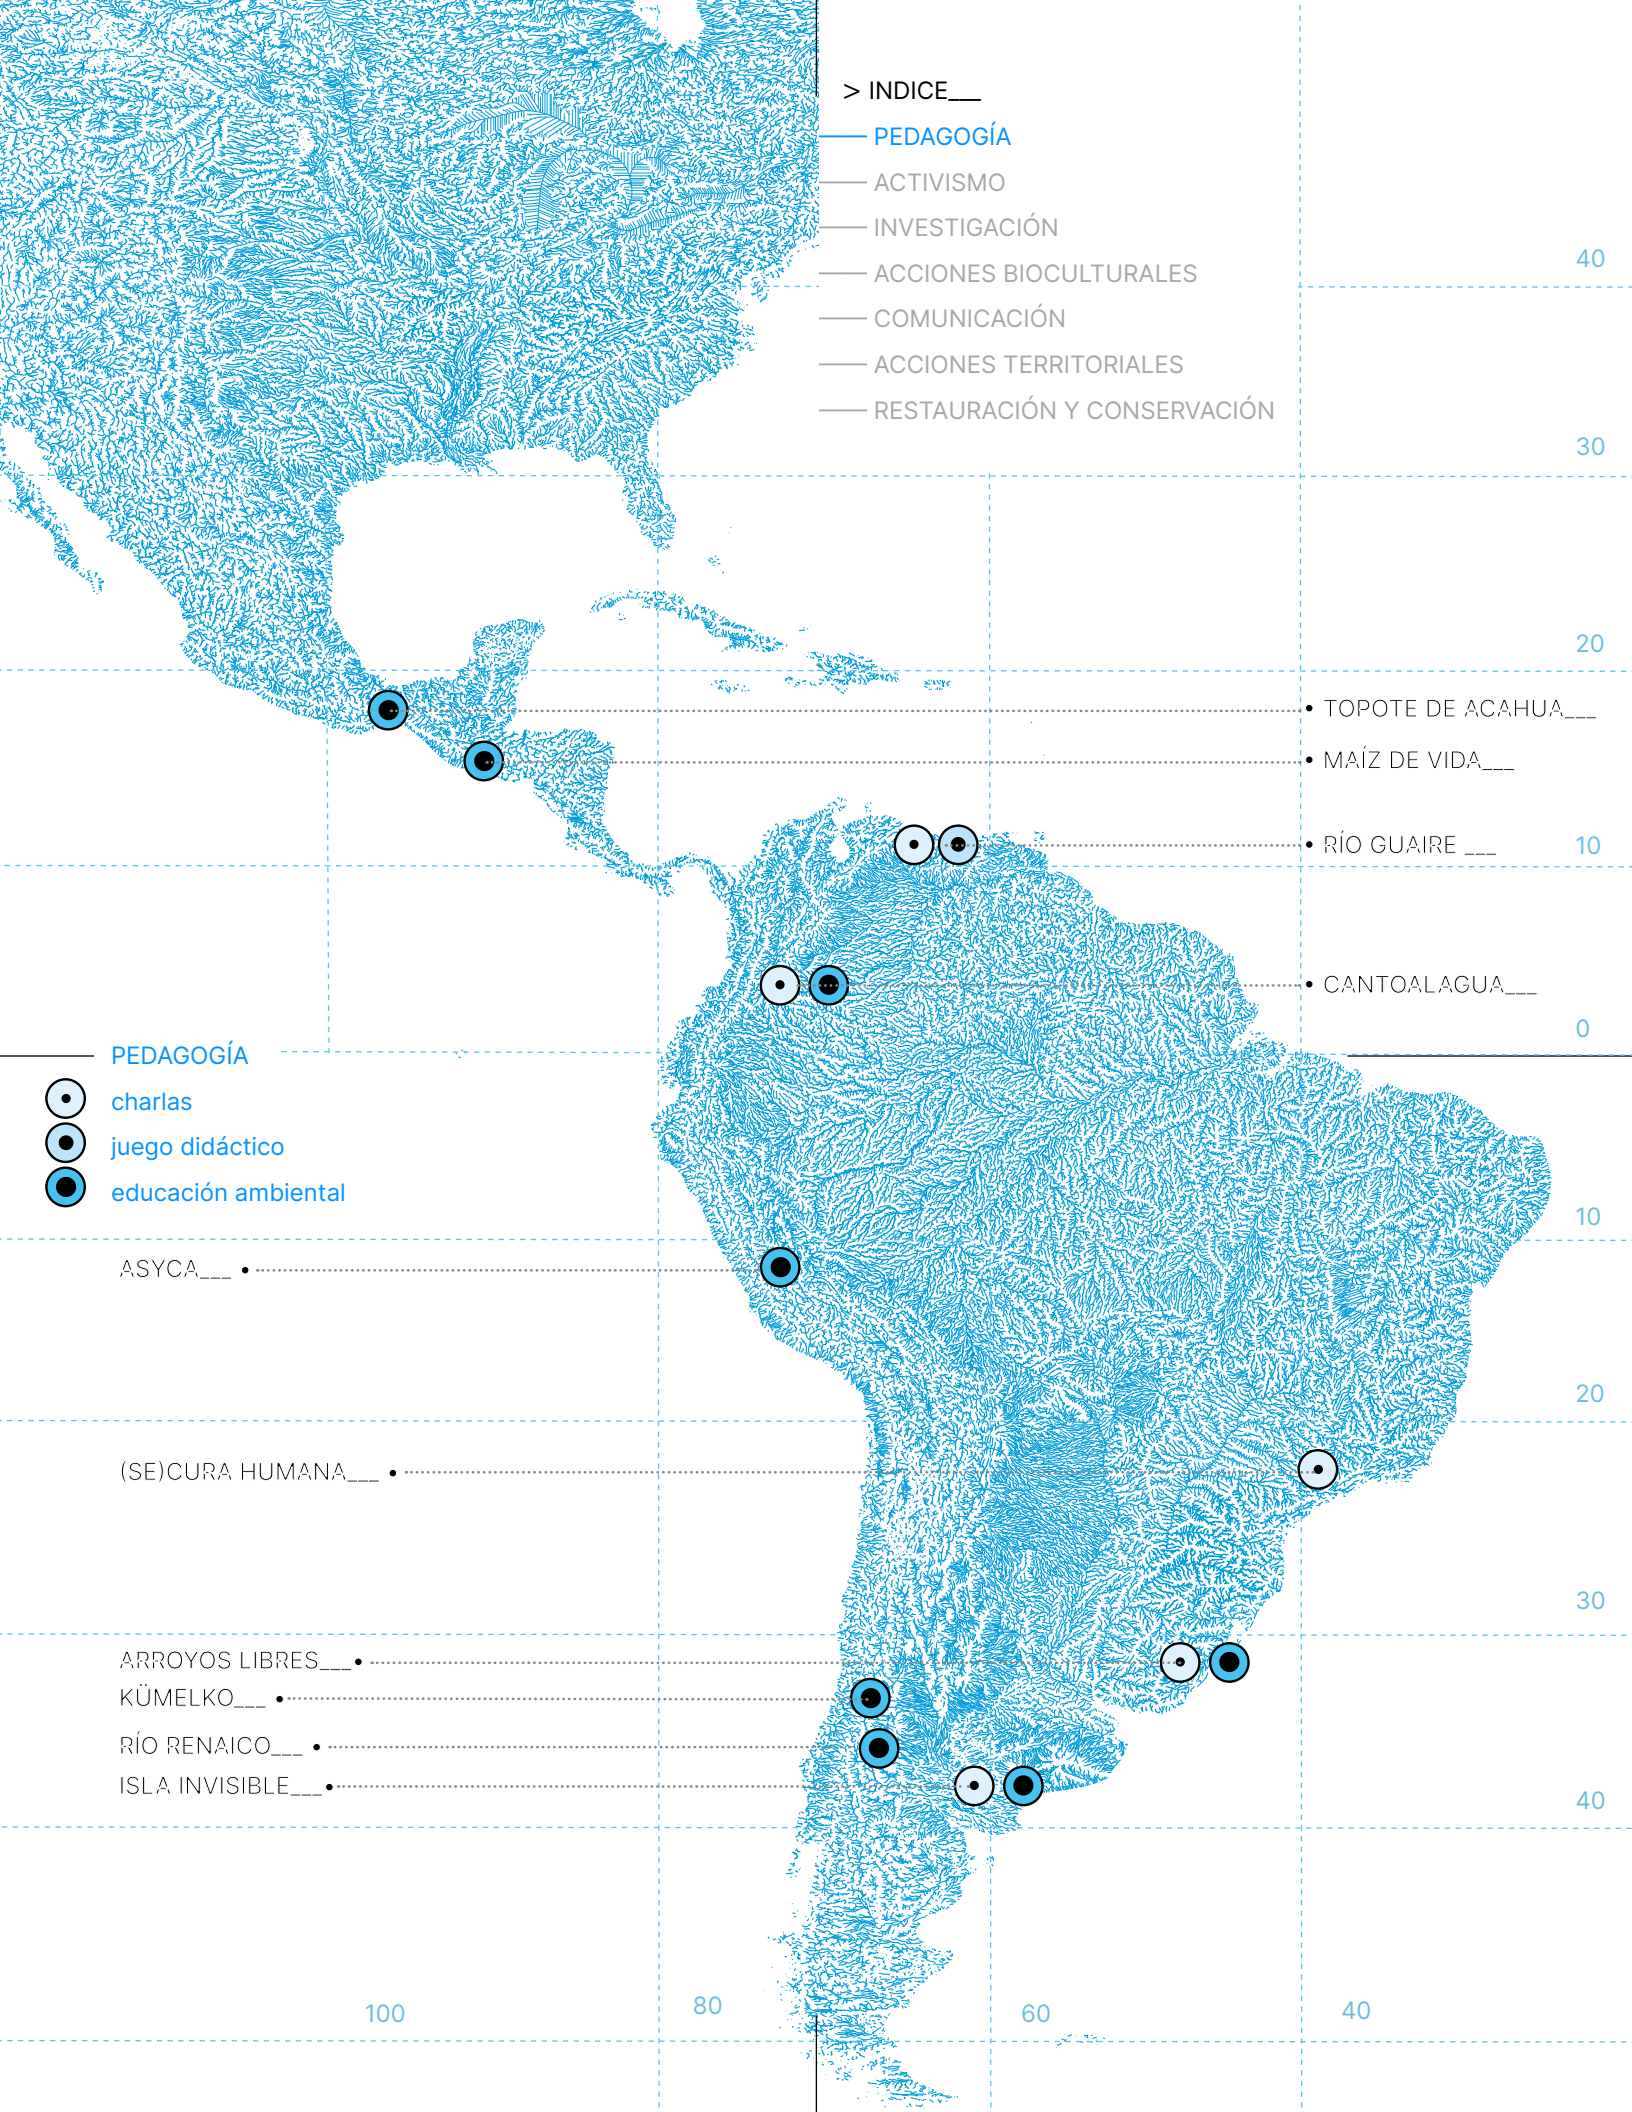 > INDICE___
PEDAGOGÍA
ACTIVISMO
INVESTIGACIÓN
ACCIONES BIOCULTURALES
COMUNICACIÓN
ACCIONES TERRITORIALES
RESTAURACIÓN Y CONSERVACIÓN
40
30
20
• TOPOTE DE ACAHUA___
• MAÍZ DE VIDA___
• RÍO GUAIRE ___
10
• CANTOALAGUA___
0
PEDAGOGÍA
charlas
juego didáctico
educación ambiental
10
ASYCA___ •
20
(SE)CURA HUMANA___ •
30
ARROYOS LIBRES___•
KÜMELKO___ •
RÍO RENAICO___ •
ISLA INVISIBLE___•
40
100
80
60
40